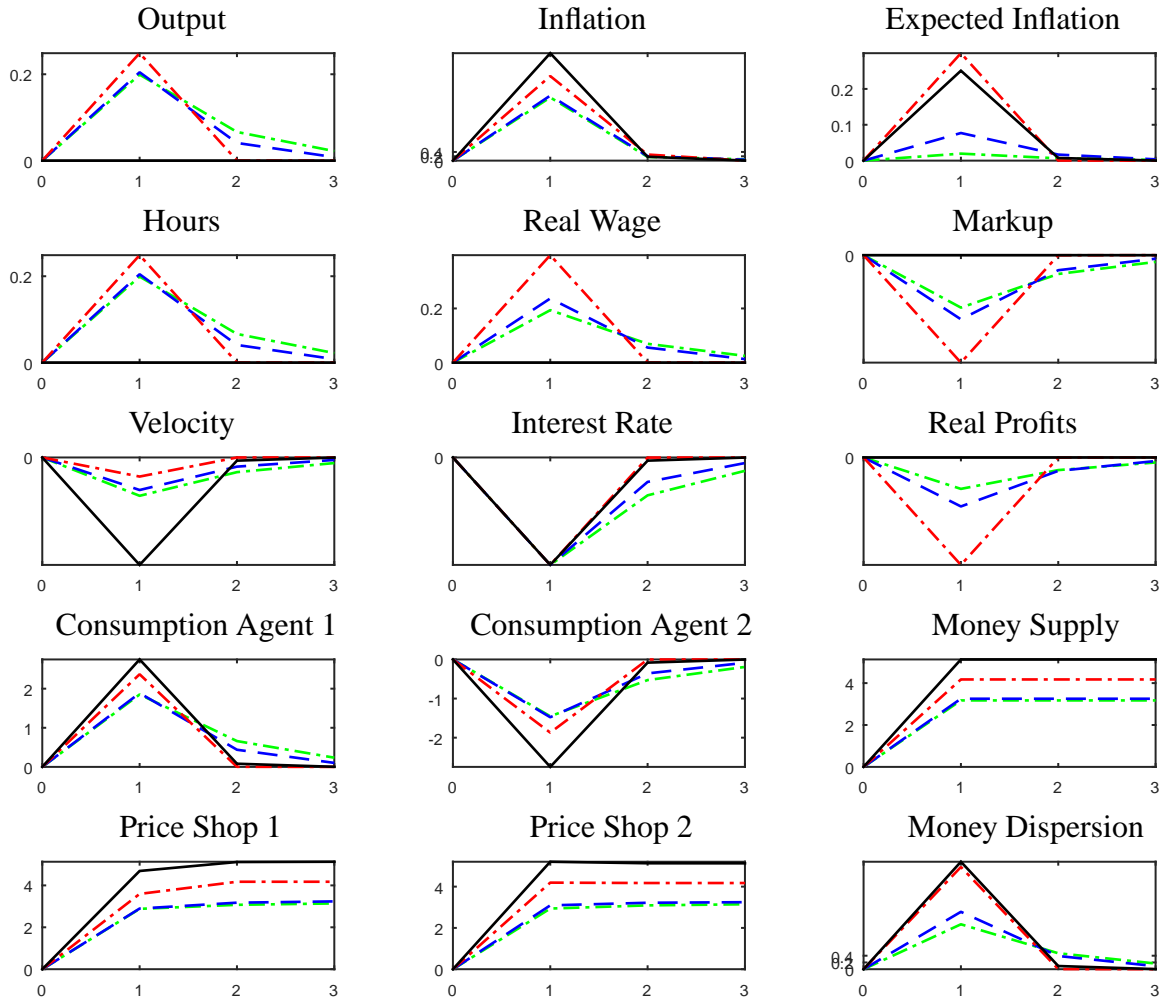 Output
Inflation
Expected Inflation
0.2
0
0 1 2 3
0.4
0.2
0
0 1 2 3
0.2
0.1
0
0 1 2 3
Hours
Real Wage
Markup
0.2
0
0 1 2 3
0.2
0
0 1 2 3
0
0 1 2 3
Velocity
Interest Rate
Real Profits
0
0 1 2 3
0
0 1 2 3
0
0 1 2 3
Consumption Agent 1
Consumption Agent 2
Money Supply
2
1
0
0 1 2 3
0
-1
-2
0 1 2 3
4
2
0
0 1 2 3
Price Shop 1
Price Shop 2
Money Dispersion
4
2
0
0 1 2 3
4
2
0
0 1 2 3
0.4
0.2
0
0 1 2 3